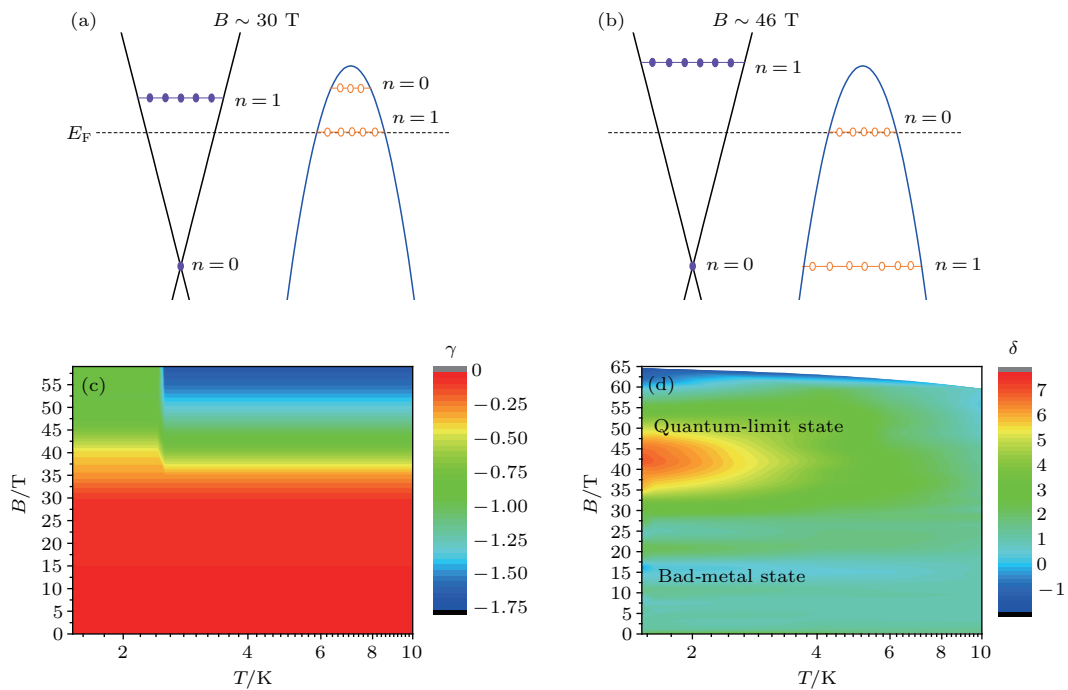 (a)
B ~ 30 T
n = 0
n = 1
n = 1
E_F
n = 0
(b)
B ~ 46 T
n = 1
n = 0
n = 0
n = 1
(c)
γ
0
−0.25
−0.50
−0.75
−1.00
−1.25
−1.50
−1.75
B/T
55
50
45
40
35
30
25
20
15
10
5
0
2
4
6
8
10
T/K
(d)
δ
7
6
5
4
3
2
1
0
−1
Quantum-limit state
Bad-metal state
B/T
65
60
55
50
45
40
35
30
25
20
15
10
5
0
2
4
6
8
10
T/K